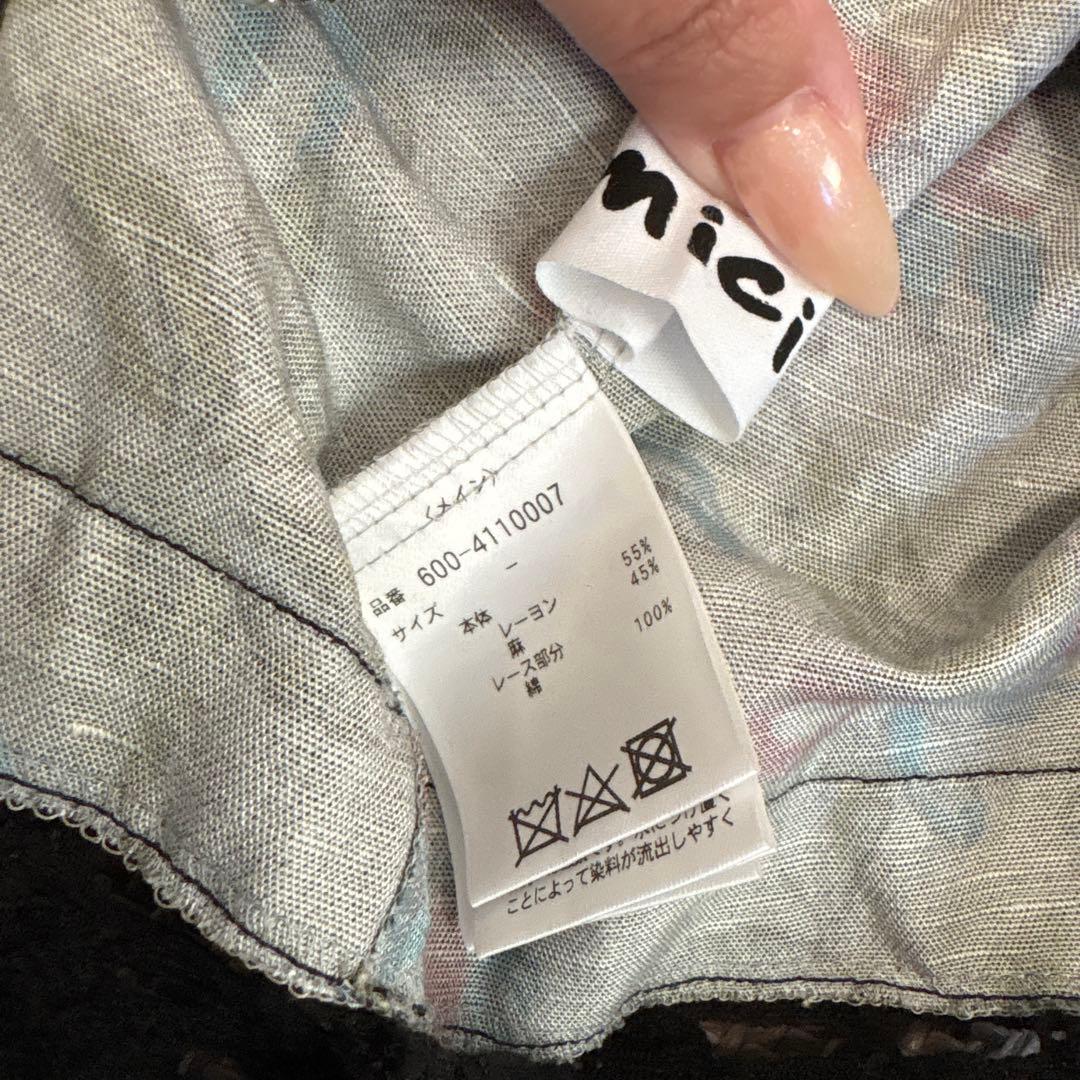 mici
〈メイン〉
品番 600-4110007
サイズ -
本体
レーヨン 55%
麻 45%
レース部分
綿 100%
ことによって染料が流出しやすく